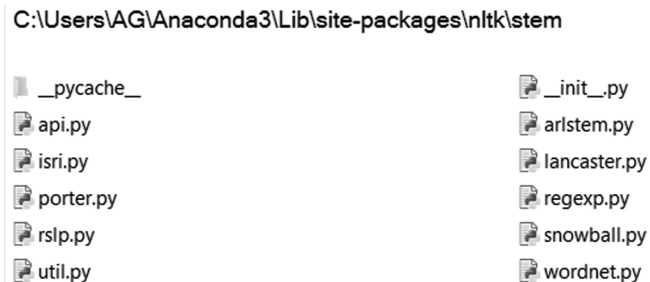 C:\Users\AG\Anaconda3\Lib\site-packages\nltk\stem
__pycache__ __init__.py
api.py arlstem.py
isri.py lancaster.py
porter.py regexp.py
rslp.py snowball.py
util.py wordnet.py